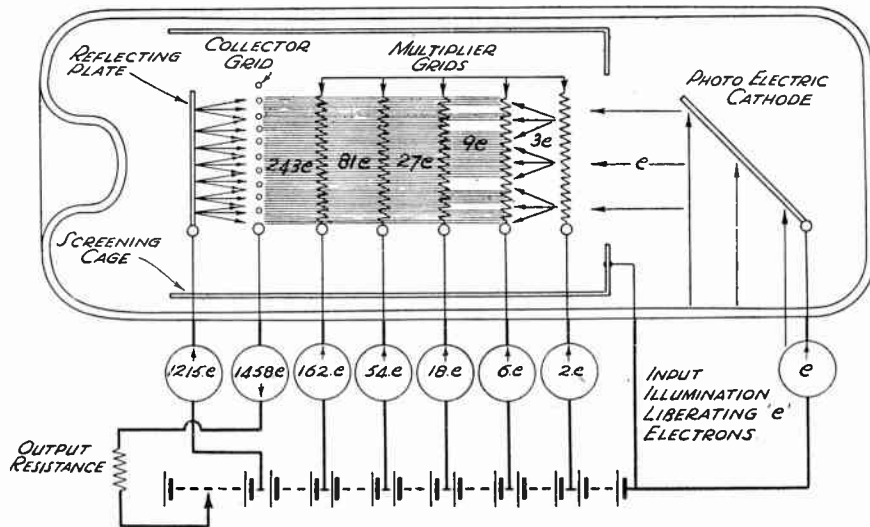 REFLECTING
PLATE
COLLECTOR
GRID
MULTIPLIER
GRIDS
PHOTO ELECTRIC
CATHODE
243e
81e
27e
9e
3e
e
SCREENING
CAGE
1215.e
1458e
162.e
54.e
18.e
6.e
2.e
e
INPUT
ILLUMINATION
LIBERATING 'e'
ELECTRONS
OUTPUT
RESISTANCE